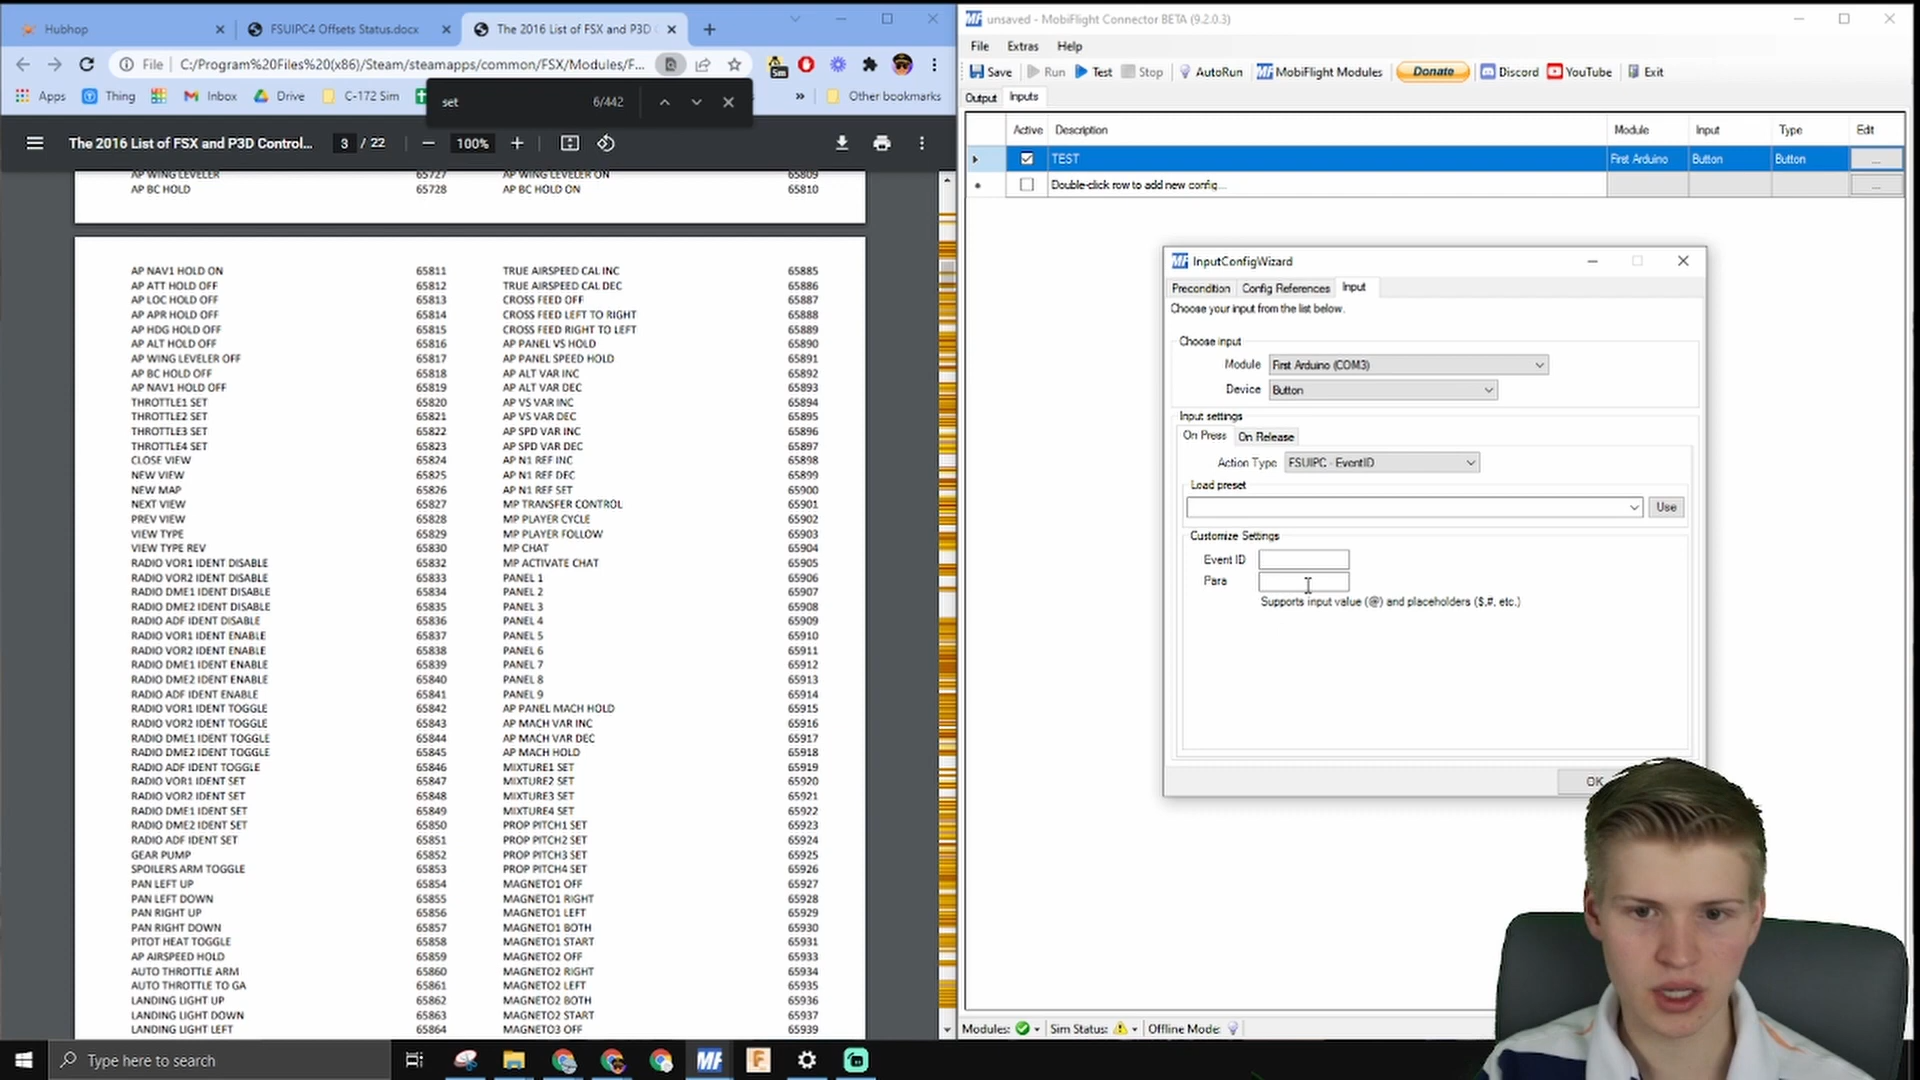 Hubhop
FSUIPC4 Offsets Status.docx
The 2016 List of FSX and P3D C
File
C:/Program%20Files%20(x86)/Steam/steamapps/common/FSX/Modules/F...
5m
Apps
Thing
Inbox
Drive
C-172 Sim
»
Other bookmarks
set
6/442
The 2016 List of FSX and P3D Control...
3 / 22
100%
AP WING LEVELER 65727 AP WING LEVELER ON 65809
AP BC HOLD 65728 AP BC HOLD ON 65810
AP NAV1 HOLD ON 65811 TRUE AIRSPEED CAL INC 65885
AP ATT HOLD OFF 65812 TRUE AIRSPEED CAL DEC 65886
AP LOC HOLD OFF 65813 CROSS FEED OFF 65887
AP APR HOLD OFF 65814 CROSS FEED LEFT TO RIGHT 65888
AP HDG HOLD OFF 65815 CROSS FEED RIGHT TO LEFT 65889
AP ALT HOLD OFF 65816 AP PANEL VS HOLD 65890
AP WING LEVELER OFF 65817 AP PANEL SPEED HOLD 65891
AP BC HOLD OFF 65818 AP ALT VAR INC 65892
AP NAV1 HOLD OFF 65819 AP ALT VAR DEC 65893
THROTTLE1 SET 65820 AP VS VAR INC 65894
THROTTLE2 SET 65821 AP VS VAR DEC 65895
THROTTLE3 SET 65822 AP SPD VAR INC 65896
THROTTLE4 SET 65823 AP SPD VAR DEC 65897
CLOSE VIEW 65824 AP N1 REF INC 65898
NEW VIEW 65825 AP N1 REF DEC 65899
NEW MAP 65826 AP N1 REF SET 65900
NEXT VIEW 65827 MP TRANSFER CONTROL 65901
PREV VIEW 65828 MP PLAYER CYCLE 65902
VIEW TYPE 65829 MP PLAYER FOLLOW 65903
VIEW TYPE REV 65830 MP CHAT 65904
RADIO VOR1 IDENT DISABLE 65832 MP ACTIVATE CHAT 65905
RADIO VOR2 IDENT DISABLE 65833 PANEL 1 65906
RADIO DME1 IDENT DISABLE 65834 PANEL 2 65907
RADIO DME2 IDENT DISABLE 65835 PANEL 3 65908
RADIO ADF IDENT DISABLE 65836 PANEL 4 65909
RADIO VOR1 IDENT ENABLE 65837 PANEL 5 65910
RADIO VOR2 IDENT ENABLE 65838 PANEL 6 65911
RADIO DME1 IDENT ENABLE 65839 PANEL 7 65912
RADIO DME2 IDENT ENABLE 65840 PANEL 8 65913
RADIO ADF IDENT ENABLE 65841 PANEL 9 65914
RADIO VOR1 IDENT TOGGLE 65842 AP PANEL MACH HOLD 65915
RADIO VOR2 IDENT TOGGLE 65843 AP MACH VAR INC 65916
RADIO DME1 IDENT TOGGLE 65844 AP MACH VAR DEC 65917
RADIO DME2 IDENT TOGGLE 65845 AP MACH HOLD 65918
RADIO ADF IDENT TOGGLE 65846 MIXTURE1 SET 65919
RADIO VOR1 IDENT SET 65847 MIXTURE2 SET 65920
RADIO VOR2 IDENT SET 65848 MIXTURE3 SET 65921
RADIO DME1 IDENT SET 65849 MIXTURE4 SET 65922
RADIO DME2 IDENT SET 65850 PROP PITCH1 SET 65923
RADIO ADF IDENT SET 65851 PROP PITCH2 SET 65924
GEAR PUMP 65852 PROP PITCH3 SET 65925
SPOILERS ARM TOGGLE 65853 PROP PITCH4 SET 65926
PAN LEFT UP 65854 MAGNETO1 OFF 65927
PAN LEFT DOWN 65855 MAGNETO1 RIGHT 65928
PAN RIGHT UP 65856 MAGNETO1 LEFT 65929
PAN RIGHT DOWN 65857 MAGNETO1 BOTH 65930
PITOT HEAT TOGGLE 65858 MAGNETO1 START 65931
AP AIRSPEED HOLD 65859 MAGNETO2 OFF 65933
AUTO THROTTLE ARM 65860 MAGNETO2 RIGHT 65934
AUTO THROTTLE TO GA 65861 MAGNETO2 LEFT 65935
LANDING LIGHT UP 65862 MAGNETO2 BOTH 65936
LANDING LIGHT DOWN 65863 MAGNETO2 START 65937
LANDING LIGHT LEFT 65864 MAGNETO3 OFF 65939
MF unsaved - MobiFlight Connector BETA (9.2.0.3)
File Extras Help
Save Run Test Stop AutoRun MF MobiFlight Modules Donate Discord YouTube Exit
Output Inputs
Active Description Module Input Type Edit
TEST First Arduino Button Button ...
Double-click row to add new config... ...
MF InputConfigWizard
Precondition Config References Input
Choose your input from the list below.
Choose input
Module First Arduino (COM3)
Device Button
Input settings
On Press On Release
Action Type FSUIPC - EventID
Load preset
Use
Customize Settings
Event ID
Para
Supports input value (@) and placeholders ($,#, etc.)
OK
Modules: Sim Status: Offline Mode:
Type here to search
MF
F